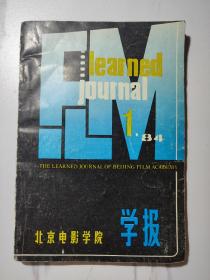 FILM
learned
journal
1.84
THE LEARNED JOURNAL OF BEIJING FILM ACADEMY
北京电影学院
学报